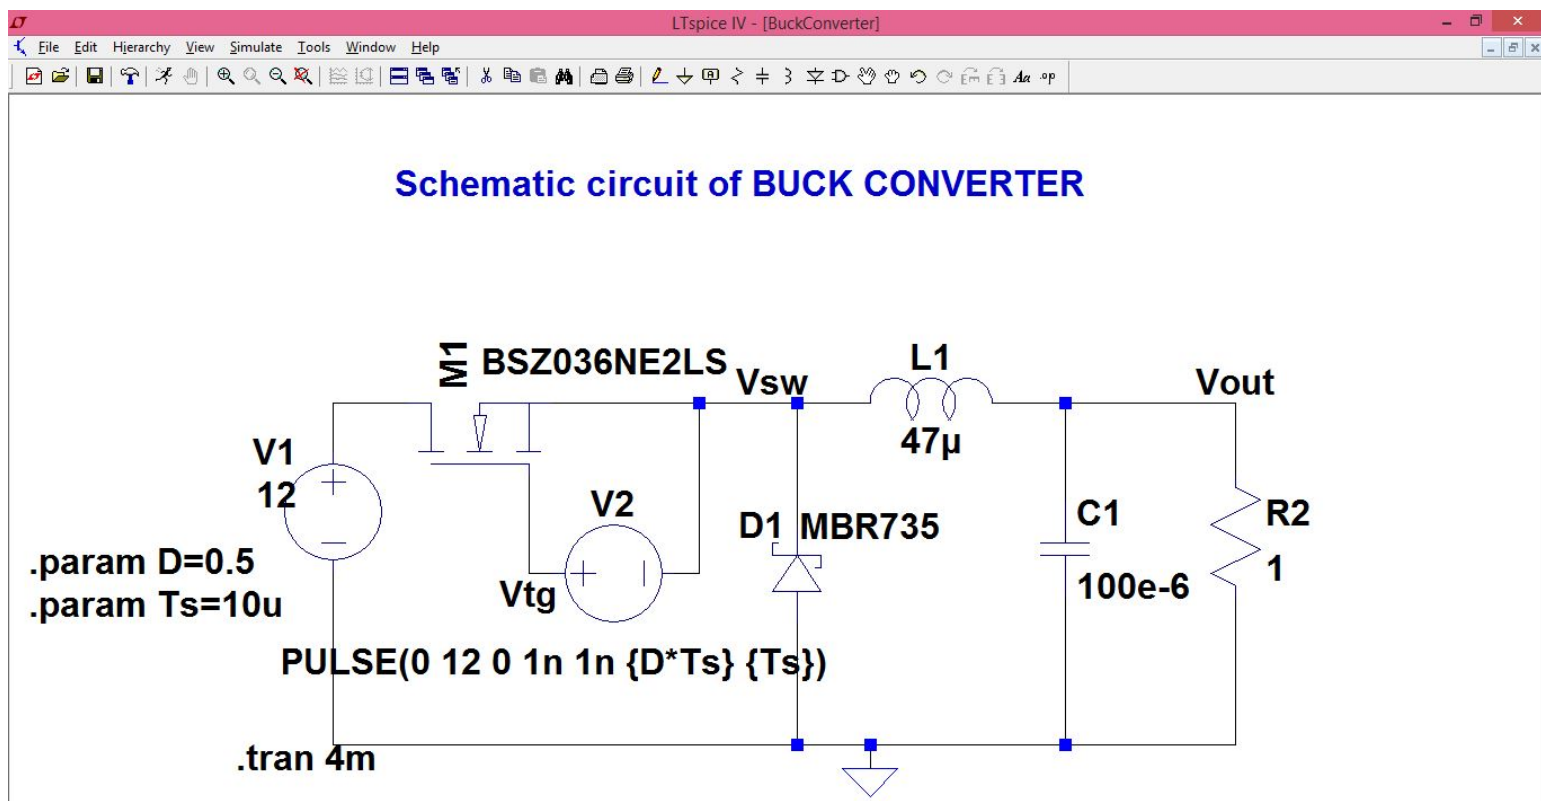 LTspice IV - [BuckConverter]
File Edit Hierarchy View Simulate Tools Window Help
Aa .op
Schematic circuit of BUCK CONVERTER
M1
BSZ036NE2LS
Vsw
L1
47µ
Vout
V1
12
V2
Vtg
D1
MBR735
C1
100e-6
R2
1
.param D=0.5
.param Ts=10u
PULSE(0 12 0 1n 1n {D*Ts} {Ts})
.tran 4m